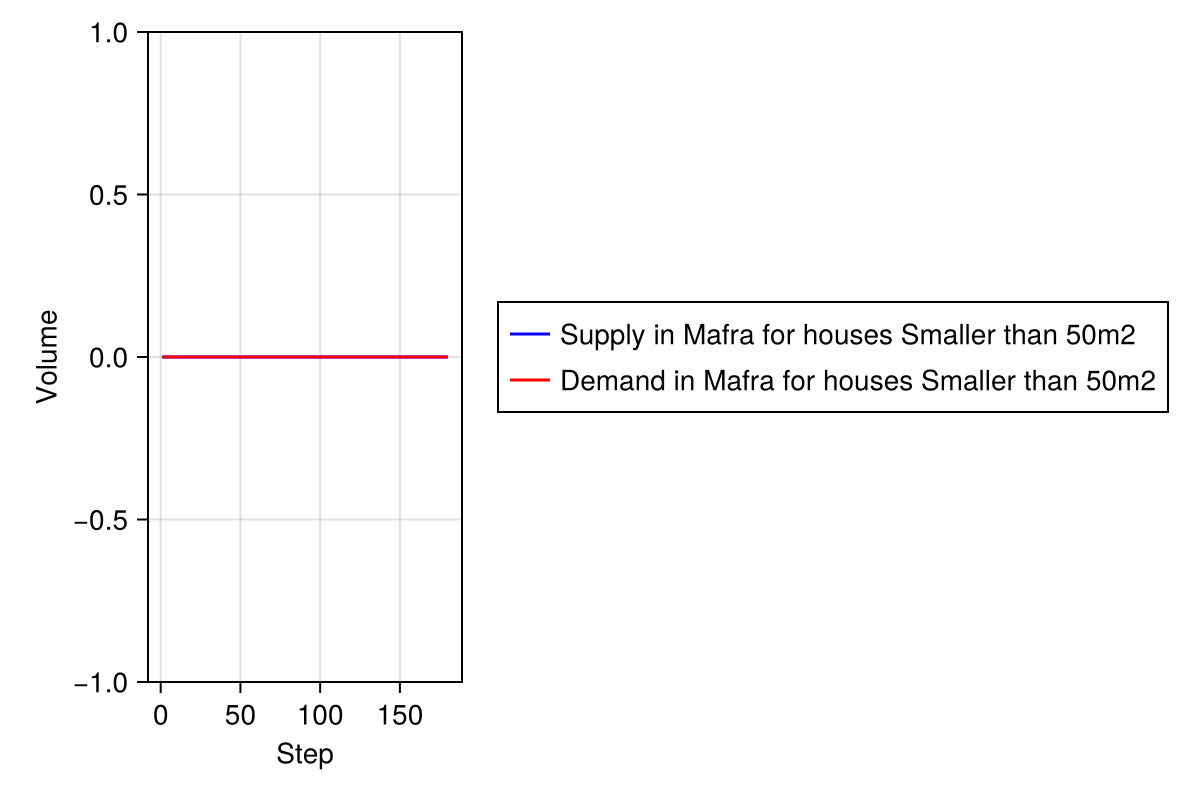 1.0
0.5
0.0
−0.5
−1.0
Volume
0 50 100 150
Step
Supply in Mafra for houses Smaller than 50m2
Demand in Mafra for houses Smaller than 50m2